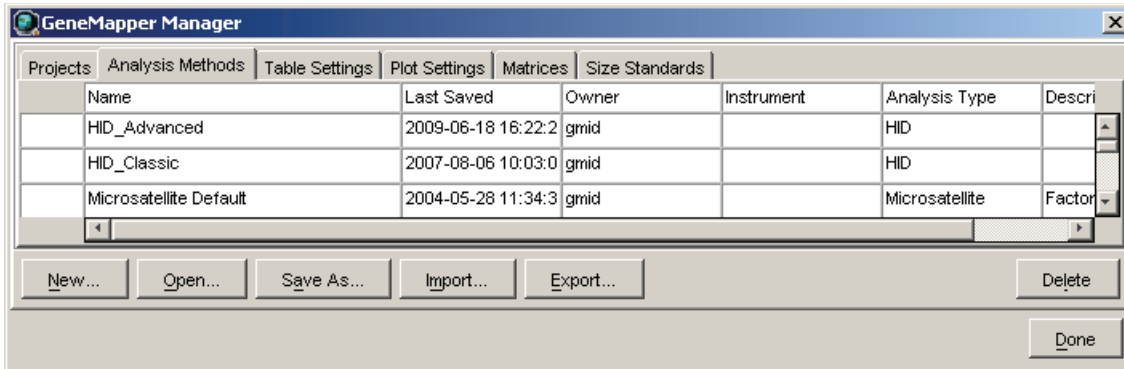 GeneMapper Manager
Projects Analysis Methods Table Settings Plot Settings Matrices Size Standards
Name Last Saved Owner Instrument Analysis Type Descri
HID_Advanced 2009-06-18 16:22:2 gmid HID
HID_Classic 2007-08-06 10:03:0 gmid HID
Microsatellite Default 2004-05-28 11:34:3 gmid Microsatellite Factor
New... Open... Save As... Import... Export... Delete
Done